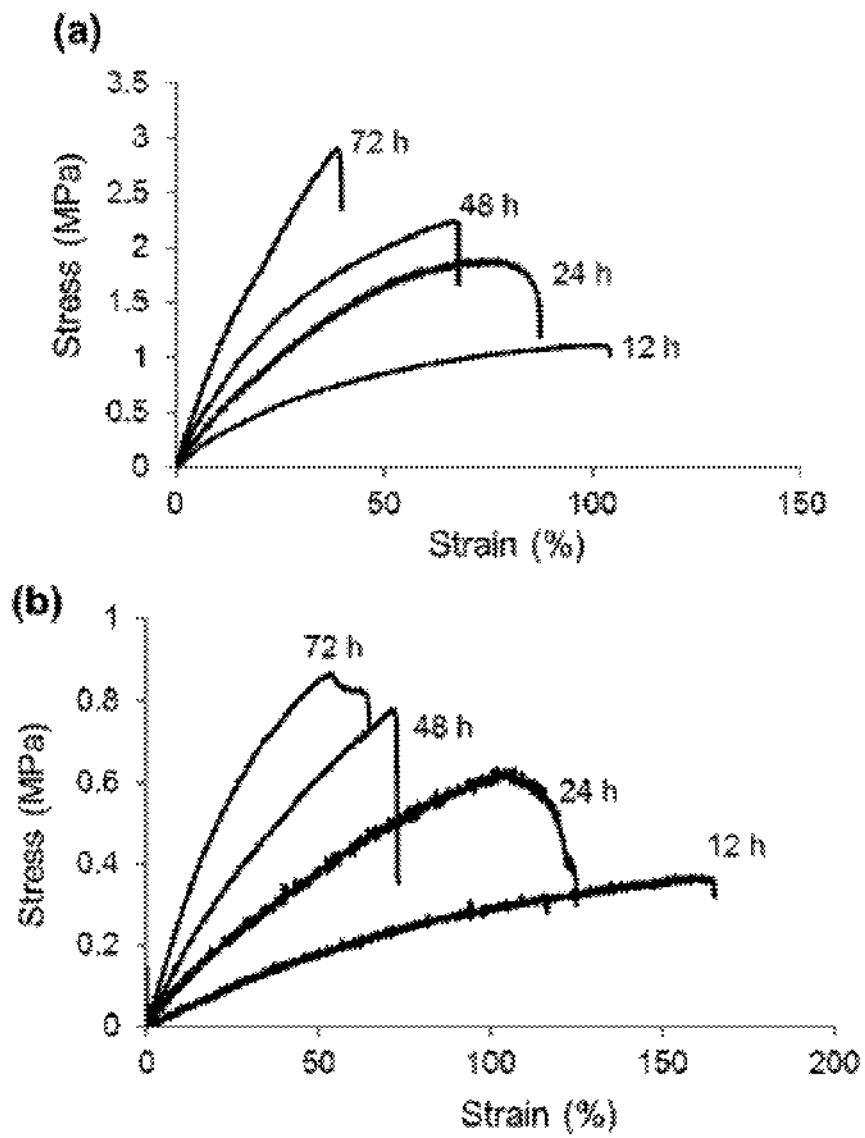 (a)
3.5
3
2.5
2
1.5
1
0.5
0
Stress (MPa)
72 h
48 h
24 h
12 h
0 50 100 150
Strain (%)
(b)
1
0.8
0.6
0.4
0.2
0
Stress (MPa)
72 h
48 h
24 h
12 h
0 50 100 150 200
Strain (%)